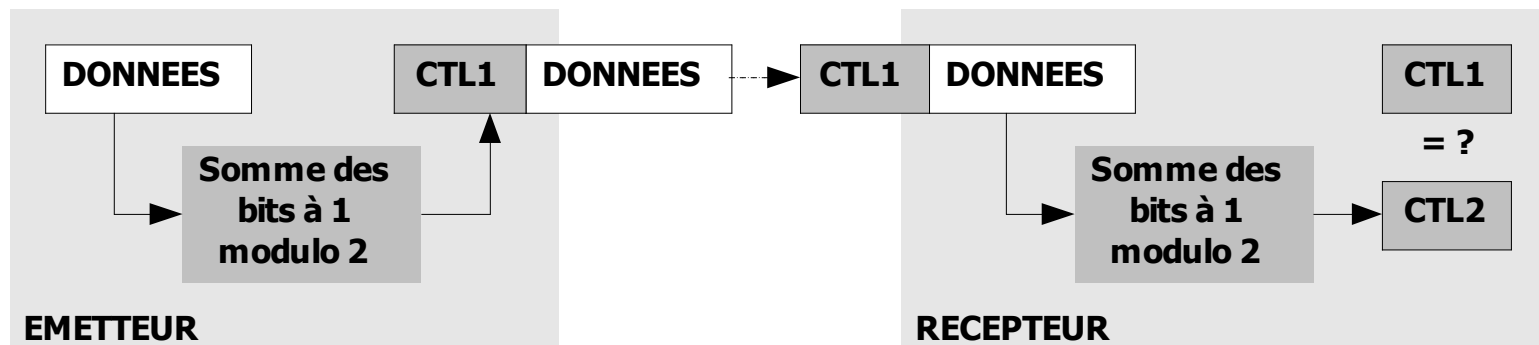 DONNEES
CTL1 DONNEES
CTL1 DONNEES
CTL1
= ?
Somme des
bits à 1
modulo 2
Somme des
bits à 1
modulo 2
CTL2
EMETTEUR
RECEPTEUR